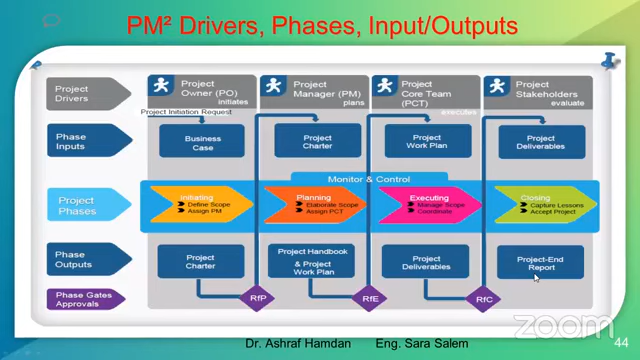 PM² Drivers, Phases, Input/Outputs
Project
Drivers
Project
Owner (PO)
initiates
Project
Manager (PM)
plans
Project
Core Team
(PCT)
executes
Project
Stakeholders
evaluate
Project Initiation Request
Phase
Inputs
Business
Case
Project
Charter
Project
Work Plan
Project
Deliverables
Monitor & Control
Project
Phases
Initiating
Define Scope
Assign PM
Planning
Elaborate Scope
Assign PCT
Executing
Manage Scope
Coordinate
Closing
Capture Lessons
Accept Project
Phase
Outputs
Project
Charter
Project Handbook
& Project
Work Plan
Project
Deliverables
Project-End
Report
Phase Gates
Approvals
RfP
RfE
RfC
zoom
Dr. Ashraf Hamdan Eng. Sara Salem
44